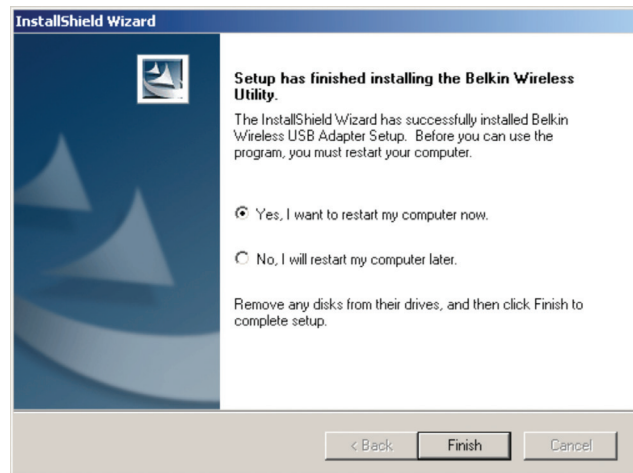 InstallShield Wizard
Setup has finished installing the Belkin Wireless
Utility.
The InstallShield Wizard has successfully installed Belkin
Wireless USB Adapter Setup. Before you can use the
program, you must restart your computer.
Yes, I want to restart my computer now.
No, I will restart my computer later.
Remove any disks from their drives, and then click Finish to
complete setup.
< Back Finish Cancel